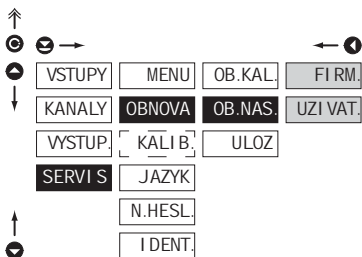 VSTUPY MENU OB.KAL. FIRM.
KANALY OBNOVA OB.NAS. UZIVAT.
VYSTUP. KALIB. ULOZ
SERVIS JAZYK
N.HESL.
IDENT.